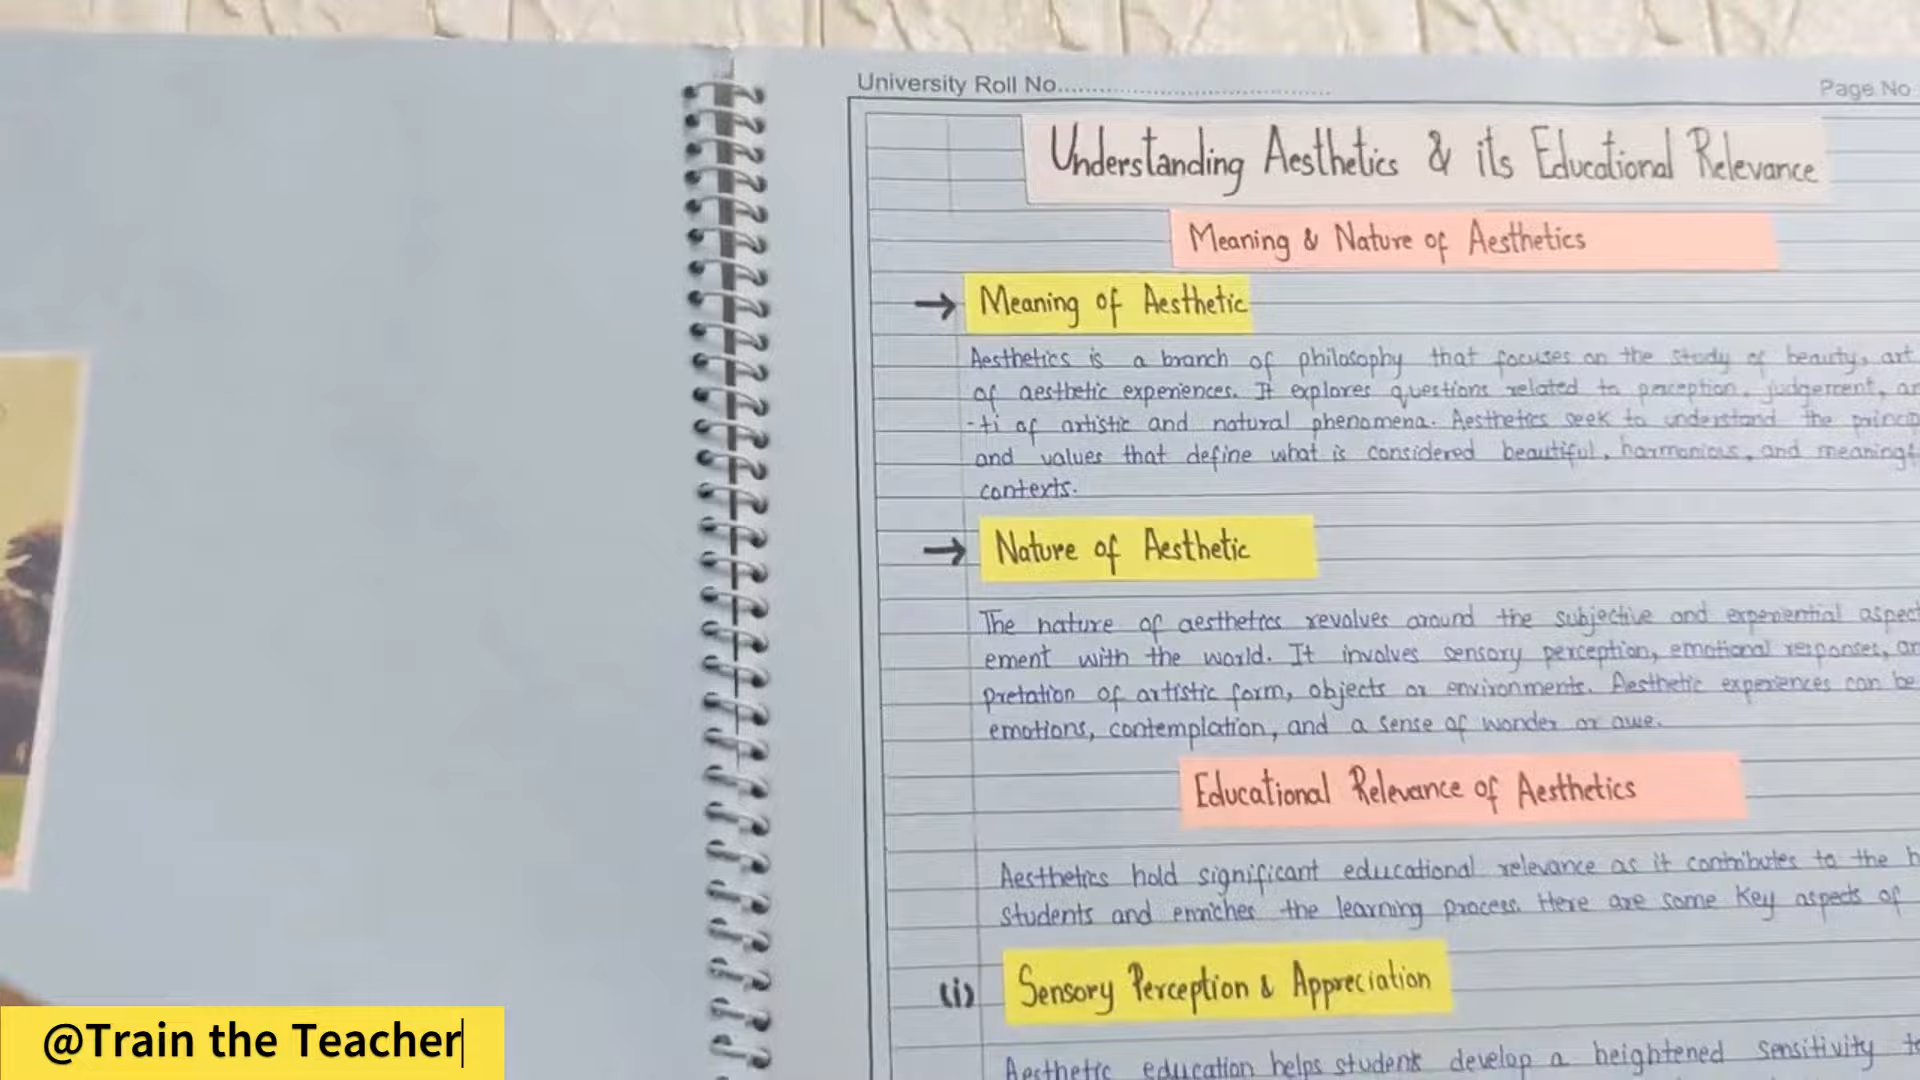 University Roll No
Page No
Understanding Aesthetics & its Educational Relevance
Meaning & Nature of Aesthetics
→ Meaning of Aesthetic
Aesthetics is a branch of philosophy that focuses on the study of beauty, art
of aesthetic experiences. It explores questions related to perception, judgement,
-ti of artistic and natural phenomena. Aesthetics seek to understand the
and values that define what is considered beautiful, harmonious, and
contexts.
→ Nature of Aesthetic
The nature of aesthetics revolves around the subjective and experiential aspect
ement with the world. It involves sensory perception, emotional responses,
pretation of artistic form, objects or environments. Aesthetic experiences can be
emotions, contemplation, and a sense of wonder or awe.
Educational Relevance of Aesthetics
Aesthetics hold significant educational relevance as it contributes to the
students and enriches the learning process. Here are some key aspects of
(i) Sensory Perception & Appreciation
Aesthetic education helps students develop a heightened sensitivity
@Train the Teacher